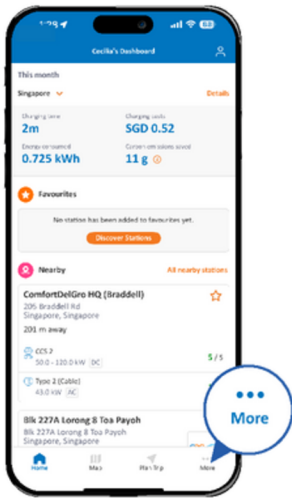 1:29
63
Cecilia's Dashboard
This month
Singapore
Details
Charging time
Charging costs
2m
SGD 0.52
Energy consumed
Carbon emissions saved
0.725 kWh
11 g
Favourites
No station has been added to favourites yet.
Discover Stations
Nearby
All nearby stations
ComfortDelGro HQ (Braddell)
205 Braddell Rd
Singapore, Singapore
201 m away
CCS 2
50.0 - 120.0 kW DC
5 / 5
Type 2 (Cable)
43.0 kW AC
Blk 227A Lorong 8 Toa Payoh
Blk 227A Lorong 8 Toa Payoh
Singapore, Singapore
Home
Map
Plan Trip
More
More